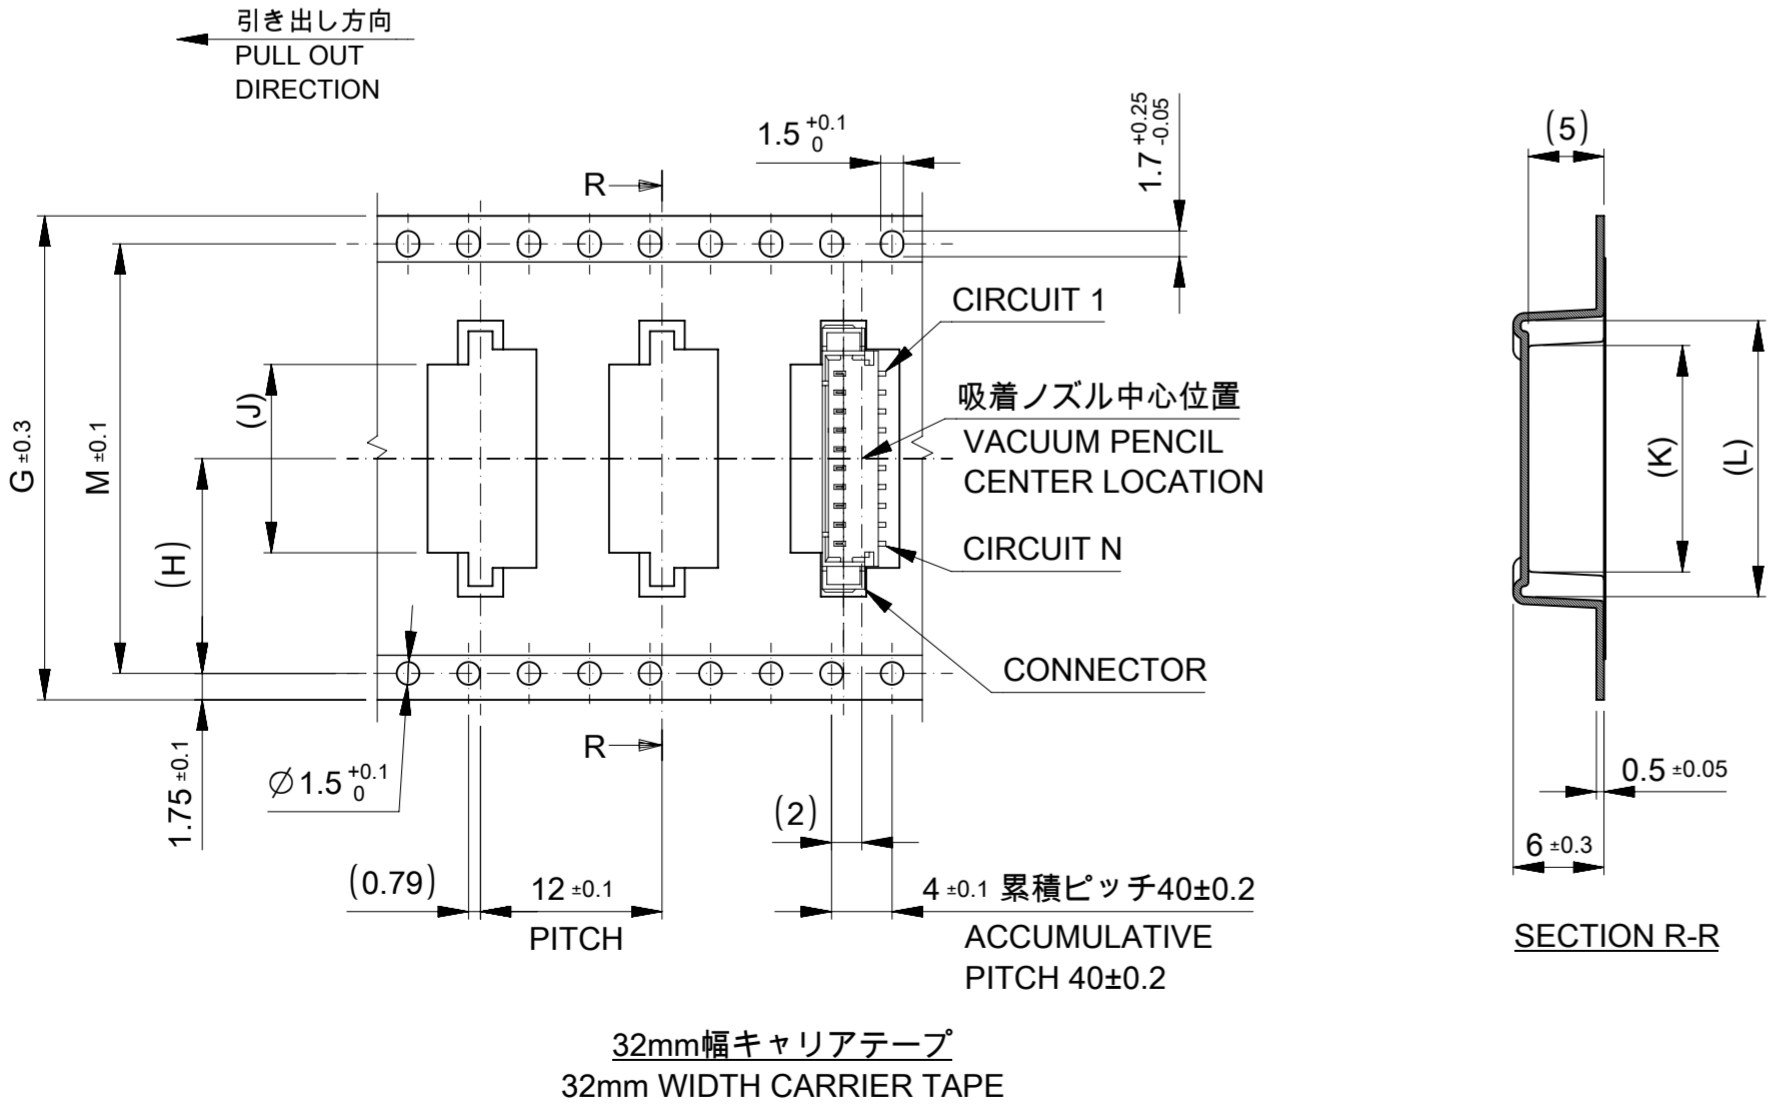 引き出し方向
PULL OUT
DIRECTION
1.5 +0.1 0
1.7 +0.25 -0.05
(5)
R
CIRCUIT 1
吸着ノズル中心位置
VACUUM PENCIL
CENTER LOCATION
CIRCUIT N
CONNECTOR
G ±0.3
M ±0.1
(J)
(H)
(K)
(L)
1.75 ±0.1
∅1.5 +0.1 0
R
(2)
0.5 ±0.05
6 ±0.3
(0.79)
12 ±0.1
PITCH
4 ±0.1 累積ピッチ40±0.2
ACCUMULATIVE
PITCH 40±0.2
SECTION R-R
32mm幅キャリアテープ
32mm WIDTH CARRIER TAPE